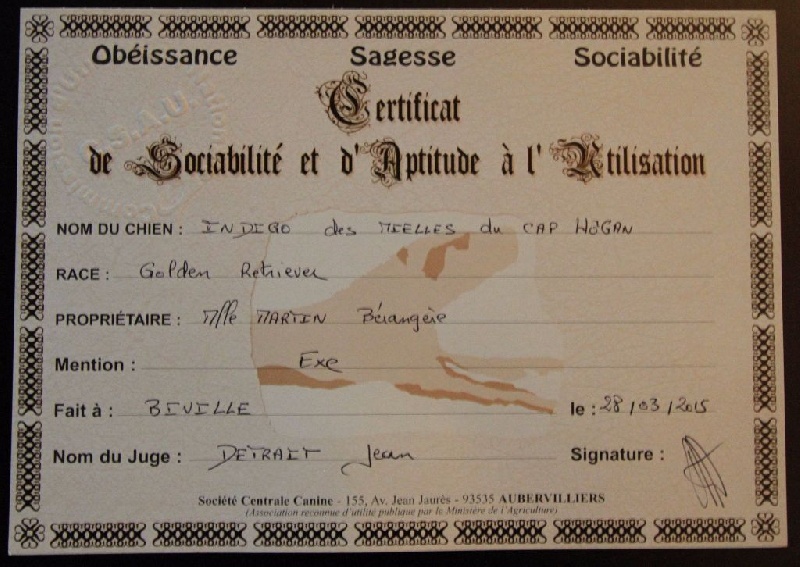 Obéissance Sagesse Sociabilité
Certificat
de Sociabilité et d'Aptitude à l'Utilisation
NOM DU CHIEN : INDIGO des MIELLES du CAP HOGAN
RACE : Golden Retriever
PROPRIÉTAIRE : Mlle MARTIN Bérangère
Mention : Exc
Fait à : BIVILLE le : 28/03/2015
Nom du Juge : DETRAIT Jean Signature :
Société Centrale Canine - 155, Av. Jean Jaurès - 93535 AUBERVILLIERS
(Association reconnue d'utilité publique par le Ministère de l'Agriculture)